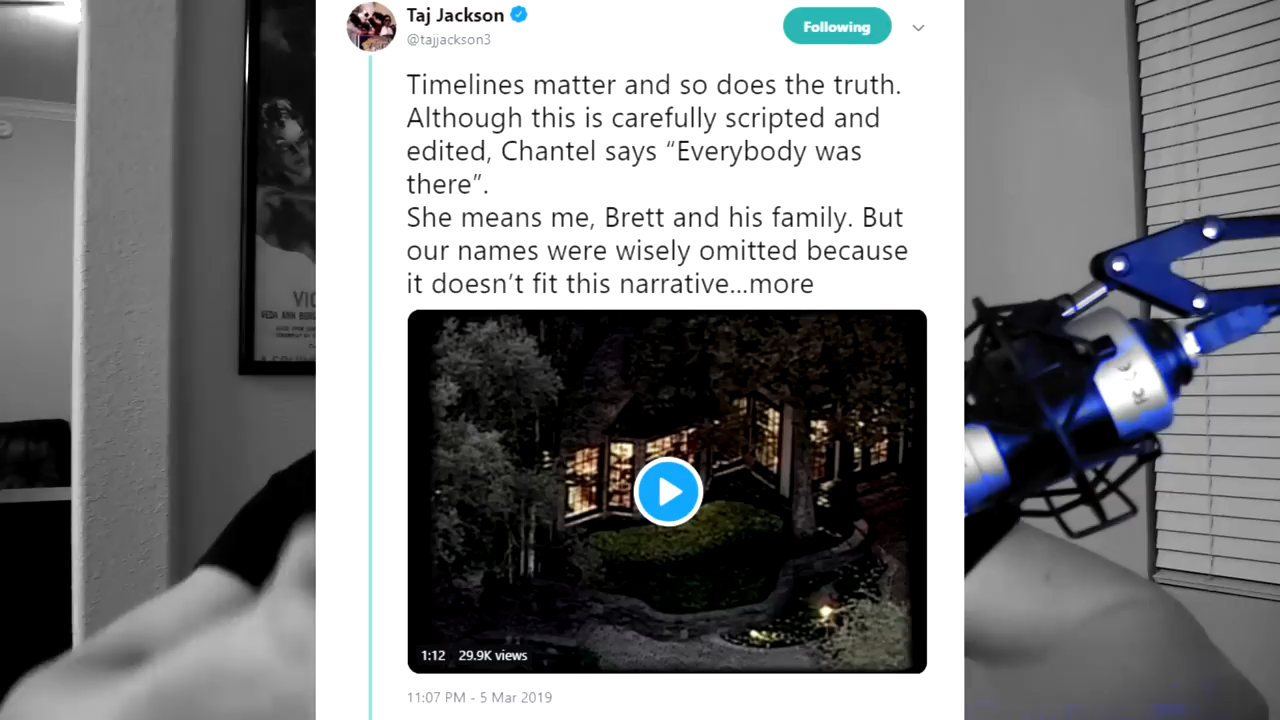 Taj Jackson
@tajjackson3
Following
Timelines matter and so does the truth.
Although this is carefully scripted and
edited, Chantel says “Everybody was
there”.
She means me, Brett and his family. But
our names were wisely omitted because
it doesn’t fit this narrative...more
1:12 29.9K views
11:07 PM - 5 Mar 2019
VIC